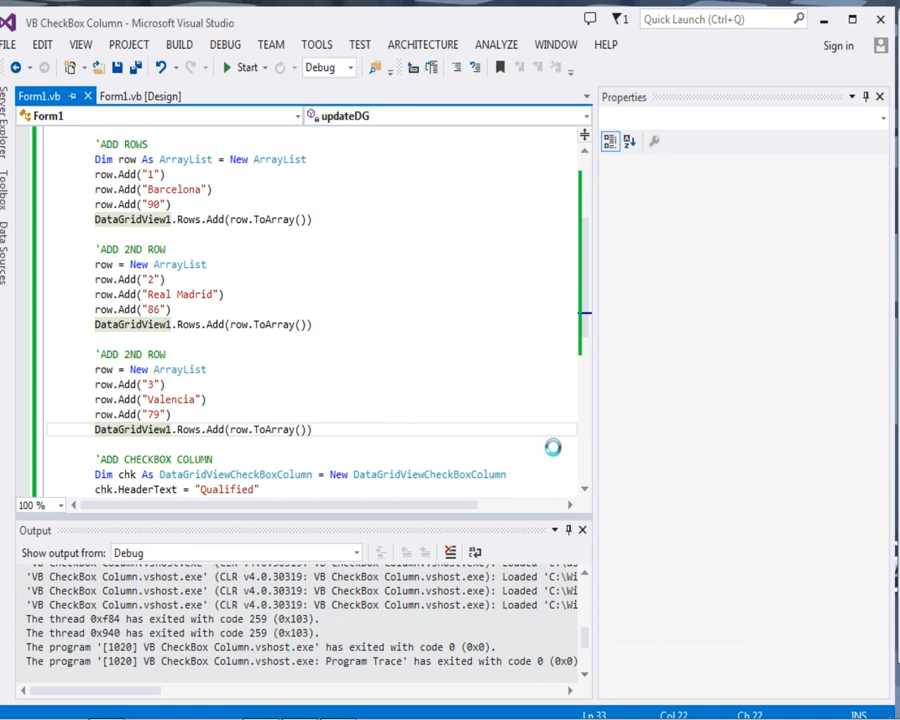 VB CheckBox Column - Microsoft Visual Studio
1
Quick Launch (Ctrl+Q)
FILE EDIT VIEW PROJECT BUILD DEBUG TEAM TOOLS TEST ARCHITECTURE ANALYZE WINDOW HELP
Sign in
Start Debug
Server Explorer
Toolbox
Data Sources
Form1.vb
Form1.vb [Design]
Form1
updateDG
'ADD ROWS
Dim row As ArrayList = New ArrayList
row.Add("1")
row.Add("Barcelona")
row.Add("90")
DataGridView1.Rows.Add(row.ToArray())
'ADD 2ND ROW
row = New ArrayList
row.Add("2")
row.Add("Real Madrid")
row.Add("86")
DataGridView1.Rows.Add(row.ToArray())
'ADD 2ND ROW
row = New ArrayList
row.Add("3")
row.Add("Valencia")
row.Add("79")
DataGridView1.Rows.Add(row.ToArray())
'ADD CHECKBOX COLUMN
Dim chk As DataGridViewCheckBoxColumn = New DataGridViewCheckBoxColumn
chk.HeaderText = "Qualified"
100 %
Properties
Output
Show output from: Debug
'VB CheckBox Column.vshost.exe' (CLR v4.0.30319: VB CheckBox Column.vshost.exe): Loaded 'C:\Wi
'VB CheckBox Column.vshost.exe' (CLR v4.0.30319: VB CheckBox Column.vshost.exe): Loaded 'C:\Wi
'VB CheckBox Column.vshost.exe' (CLR v4.0.30319: VB CheckBox Column.vshost.exe): Loaded 'C:\Wi
The thread 0xf84 has exited with code 259 (0x103).
The thread 0x940 has exited with code 259 (0x103).
The program '[1020] VB CheckBox Column.vshost.exe' has exited with code 0 (0x0).
The program '[1020] VB CheckBox Column.vshost.exe: Program Trace' has exited with code 0 (0x0)
Ln 33 Col 22 Ch 22 INS